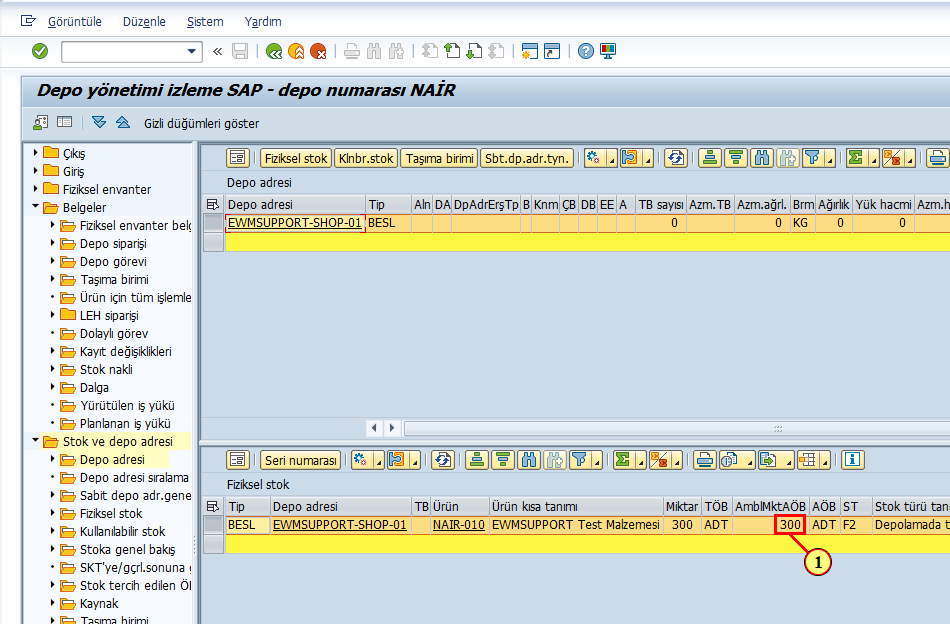 Görüntüle Düzenle Sistem Yardım
Depo yönetimi izleme SAP - depo numarası NAİR
Gizli düğümleri göster
Çıkış
Giriş
Fiziksel envanter
Belgeler
Fiziksel envanter belg
Depo siparişi
Depo görevi
Taşıma birimi
Ürün için tüm işlemle
LEH siparişi
Dolaylı görev
Kayıt değişiklikleri
Stok nakli
Dalga
Yürütülen iş yükü
Planlanan iş yükü
Stok ve depo adresi
Depo adresi
Depo adresi sıralama
Sabit depo adr.gene
Fiziksel stok
Kullanılabilir stok
Stoka genel bakış
SKT'ye/gçrl.sonuna g
Stok tercih edilen Öl
Kaynak
Taşıma birimi
Fiziksel stok Klnbr.stok Taşıma birimi Sbt.dp.adr.tyn.
Depo adresi
Depo adresi Tip Aln DA DpAdrErşTp B Knm ÇB DB EE A TB sayısı Azm.TB Azm.ağrl. Brm Ağırlık Yük hacmi Azm.h
EWMSUPPORT-SHOP-01 BESL 0 0 KG 0 0
Seri numarası
Fiziksel stok
Tip Depo adresi TB Ürün Ürün kısa tanımı Miktar TÖB AmblMktAÖB AÖB ST Stok türü tan
BESL EWMSUPPORT-SHOP-01 NAIR-010 EWMSUPPORT Test Malzemesi 300 ADT 300 ADT F2 Depolamada t
1